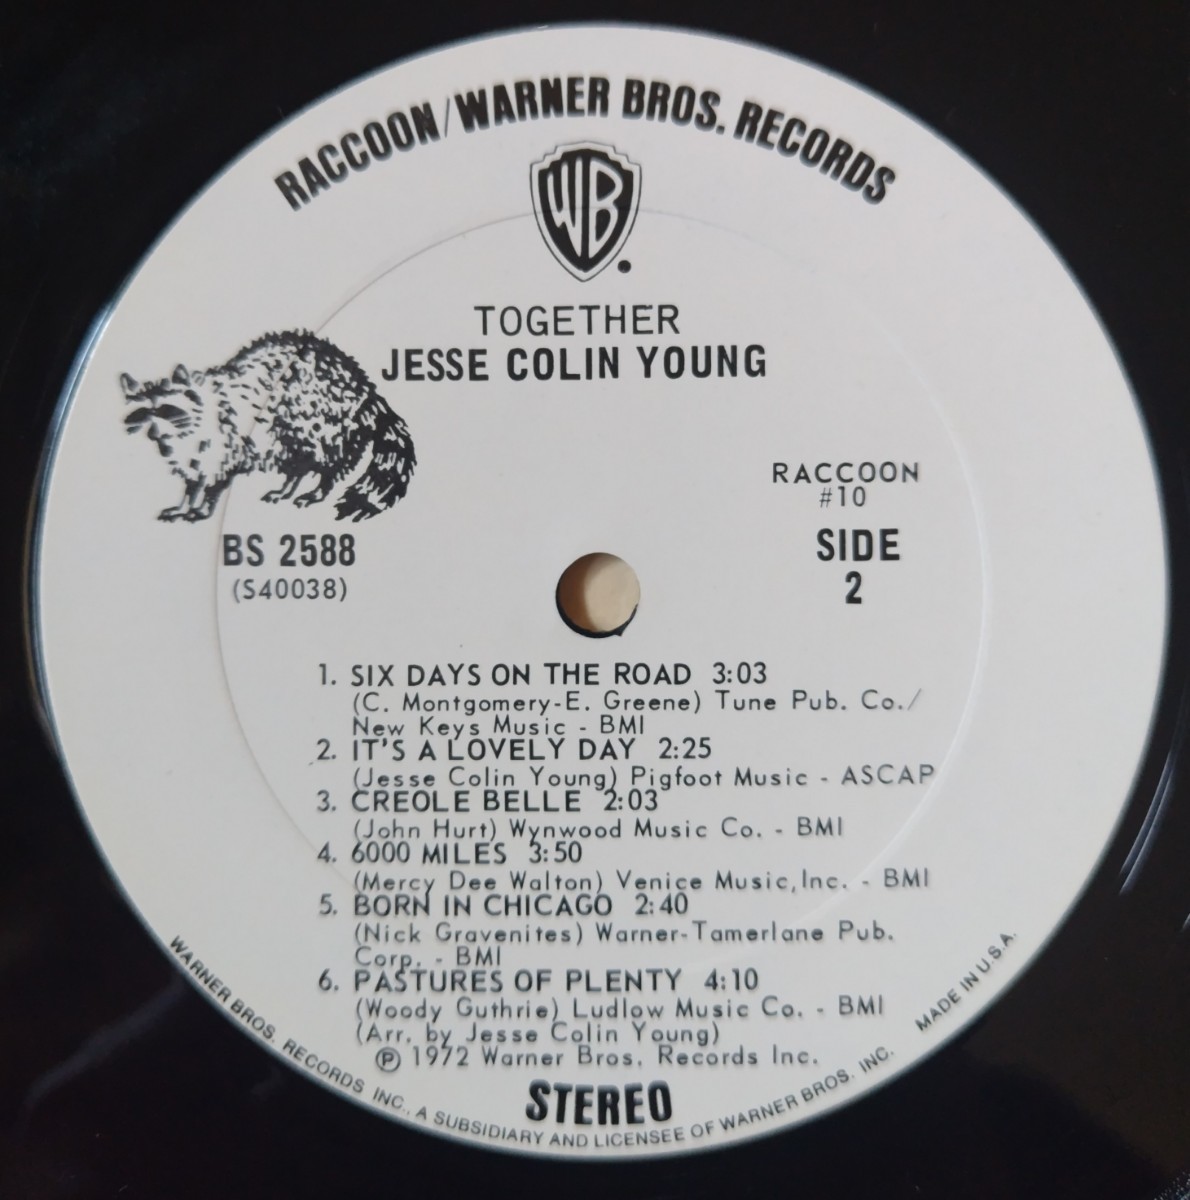 RACCOON/WARNER BROS. RECORDS
WB
TOGETHER
JESSE COLIN YOUNG
RACCOON
#10
BS 2588
(S40038)
SIDE
2
1. SIX DAYS ON THE ROAD 3:03
(C. Montgomery-E. Greene) Tune Pub. Co./
New Keys Music - BMI
2. IT'S A LOVELY DAY 2:25
(Jesse Colin Young) Pigfoot Music - ASCAP
3. CREOLE BELLE 2:03
(John Hurt) Wynwood Music Co. - BMI
4. 6000 MILES 3:50
(Mercy Dee Walton) Venice Music, Inc. - BMI
5. BORN IN CHICAGO 2:40
(Nick Gravenites) Warner-Tamerlane Pub.
Corp. - BMI
6. PASTURES OF PLENTY 4:10
(Woody Guthrie) Ludlow Music Co. - BMI
(Arr. by Jesse Colin Young)
Ⓟ 1972 Warner Bros. Records Inc.
STEREO
WARNER BROS. RECORDS INC., A SUBSIDIARY AND LICENSEE OF WARNER BROS. INC. MADE IN U.S.A.